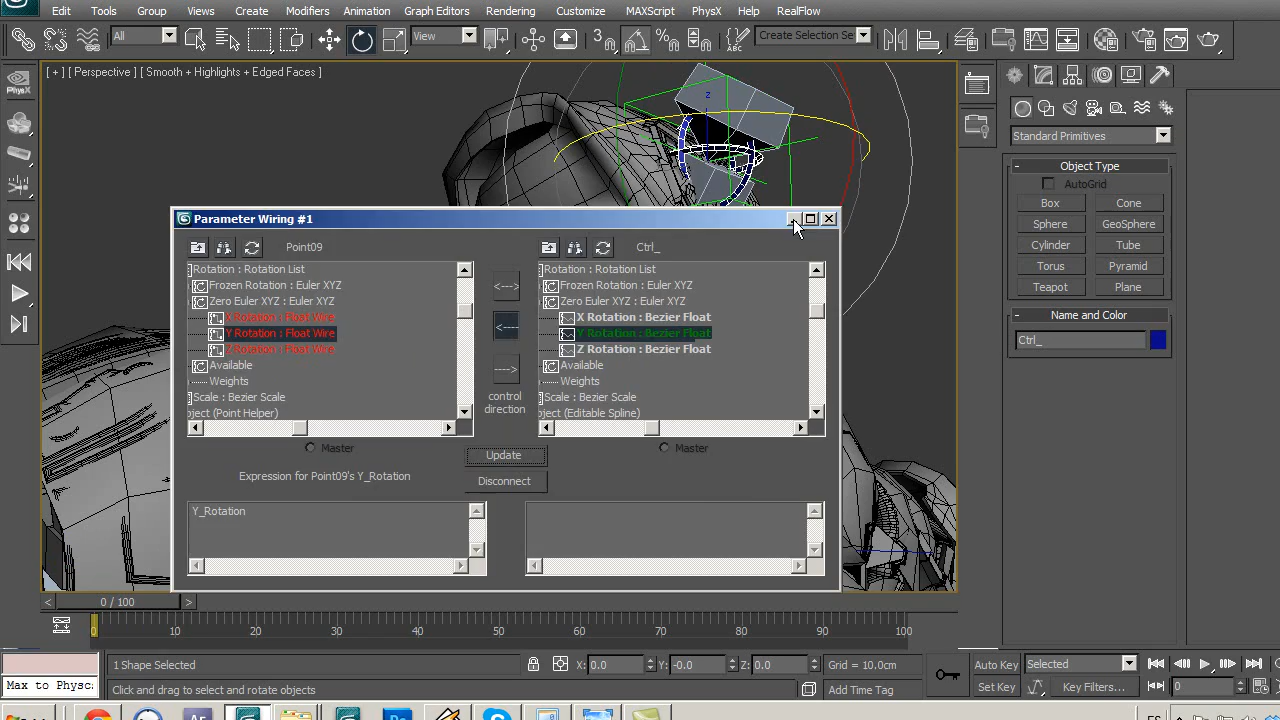 Edit Tools Group Views Create Modifiers Animation Graph Editors Rendering Customize MAXScript PhysX Help RealFlow
All View 3 Create Selection Se
[ + ] [ Perspective ] [ Smooth + Highlights + Edged Faces ]
PhysX
z
Standard Primitives
- Object Type
AutoGrid
Box Cone
Sphere GeoSphere
Cylinder Tube
Torus Pyramid
Teapot Plane
- Name and Color
Ctrl_
Parameter Wiring #1
Point09 Ctrl_
Rotation : Rotation List
Frozen Rotation : Euler XYZ
Zero Euler XYZ : Euler XYZ
X Rotation : Float Wire
Y Rotation : Float Wire
Z Rotation : Float Wire
Available
Weights
Scale : Bezier Scale
bject (Point Helper)
<---->
<----
---->
control
direction
Rotation : Rotation List
Frozen Rotation : Euler XYZ
Zero Euler XYZ : Euler XYZ
X Rotation : Bezier Float
Y Rotation : Bezier Float
Z Rotation : Bezier Float
Available
Weights
Scale : Bezier Scale
bject (Editable Spline)
Master Master
Update
Expression for Point09's Y_Rotation
Disconnect
Y_Rotation
< 0 / 100 >
0 10 20 30 40 50 60 70 80 90 100
1 Shape Selected X: 0.0 Y: -0.0 Z: 0.0 Grid = 10.0cm Auto Key Selected
Max to Physc: Click and drag to select and rotate objects Add Time Tag Set Key Key Filters... 0